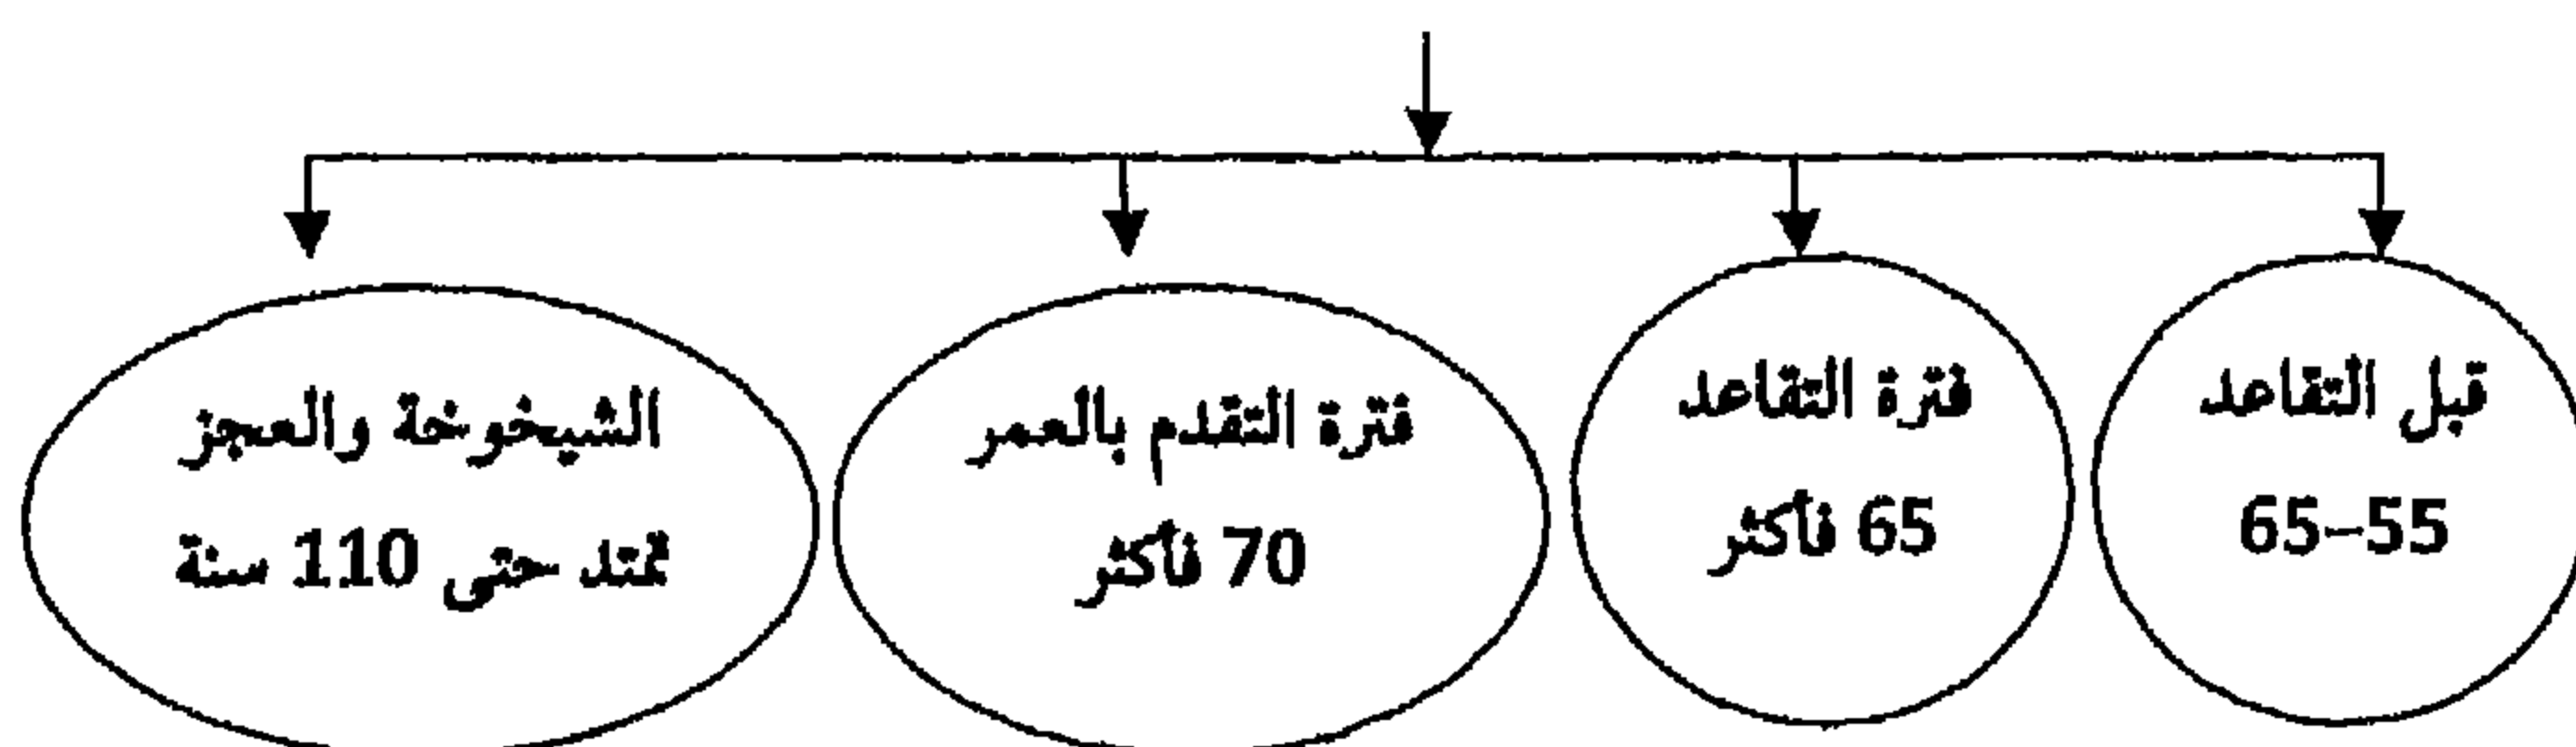 قبل التقاعد
55–65
فترة التقاعد
65 فأكثر
فترة التقدم بالعمر
70 فأكثر
الشيخوخة والعجز
تمتد حتى 110 سنة